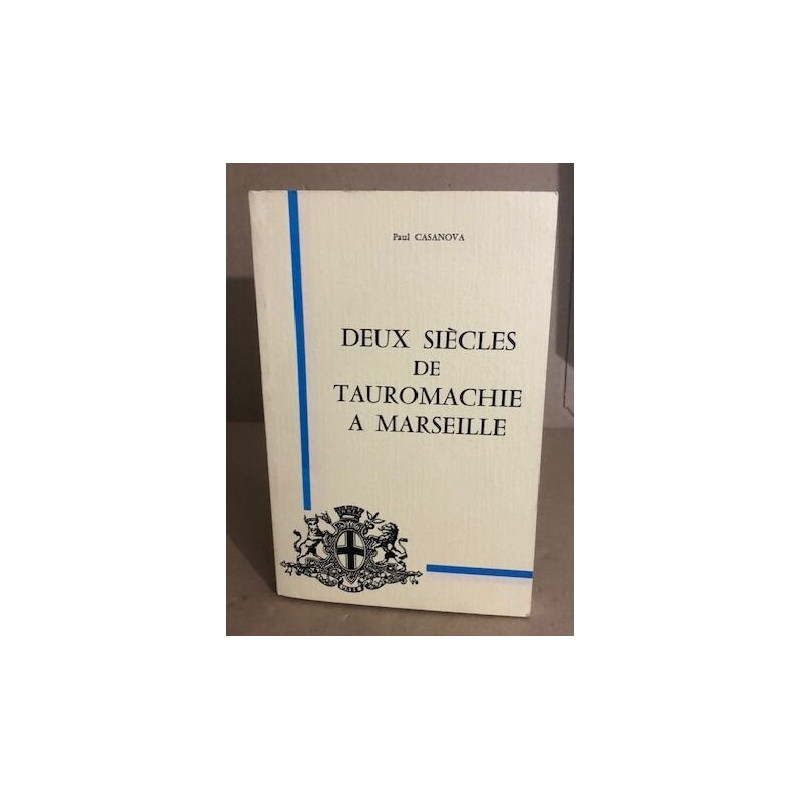 Paul CASANOVA
DEUX SIÈCLES
DE
TAUROMACHIE
A MARSEILLE